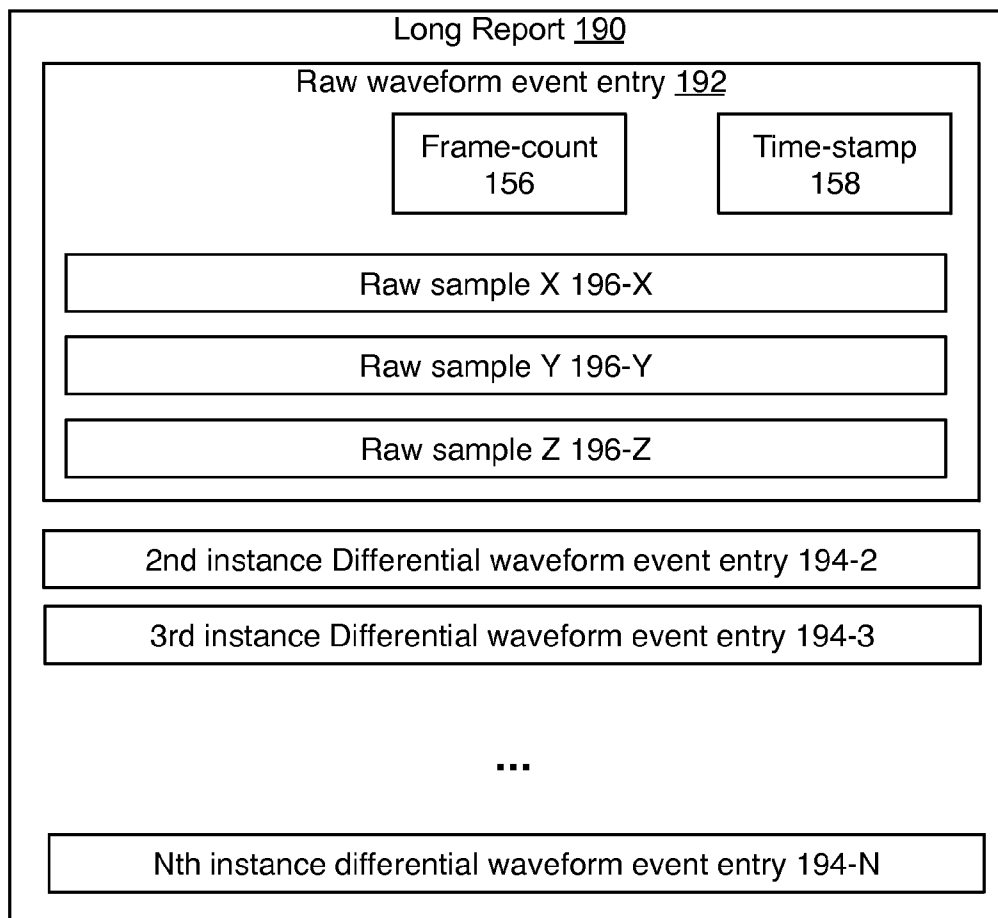 Long Report 190
Raw waveform event entry 192
Frame-count
156
Time-stamp
158
Raw sample X 196-X
Raw sample Y 196-Y
Raw sample Z 196-Z
2nd instance Differential waveform event entry 194-2
3rd instance Differential waveform event entry 194-3
...
Nth instance differential waveform event entry 194-N